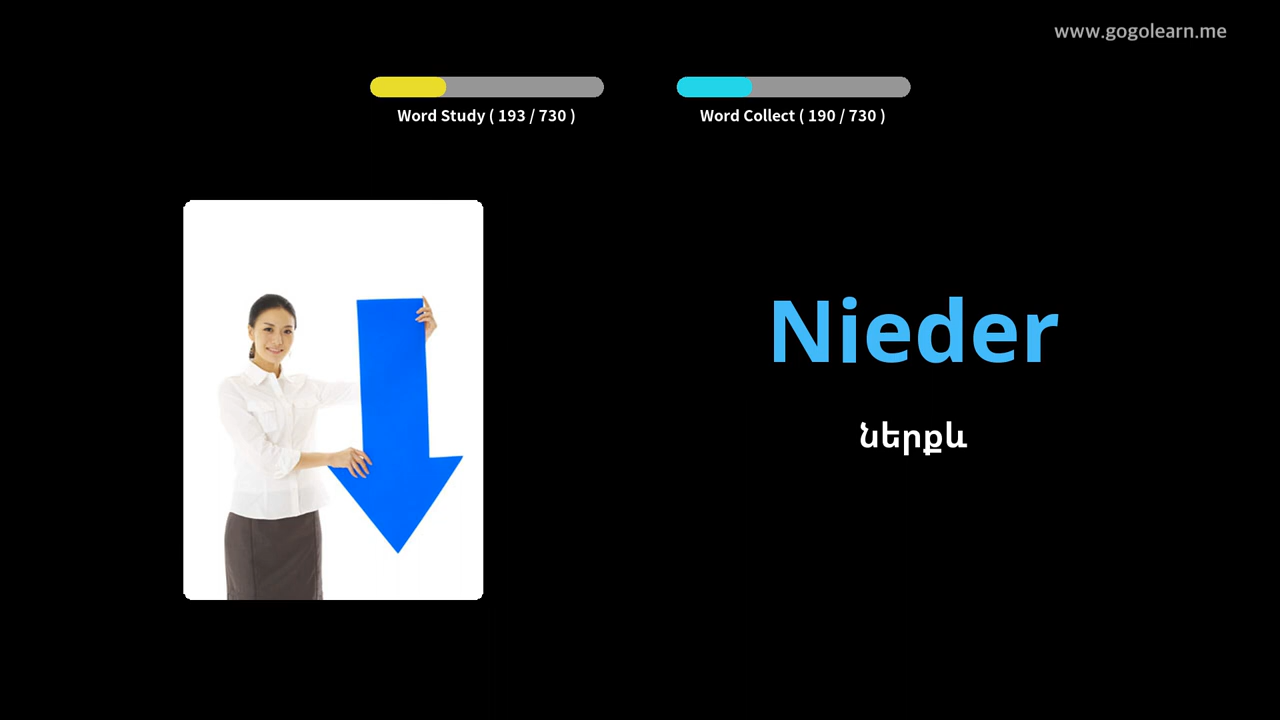 www.gogolearn.me
Word Study ( 193 / 730 )
Word Collect ( 190 / 730 )
Nieder
ներքև